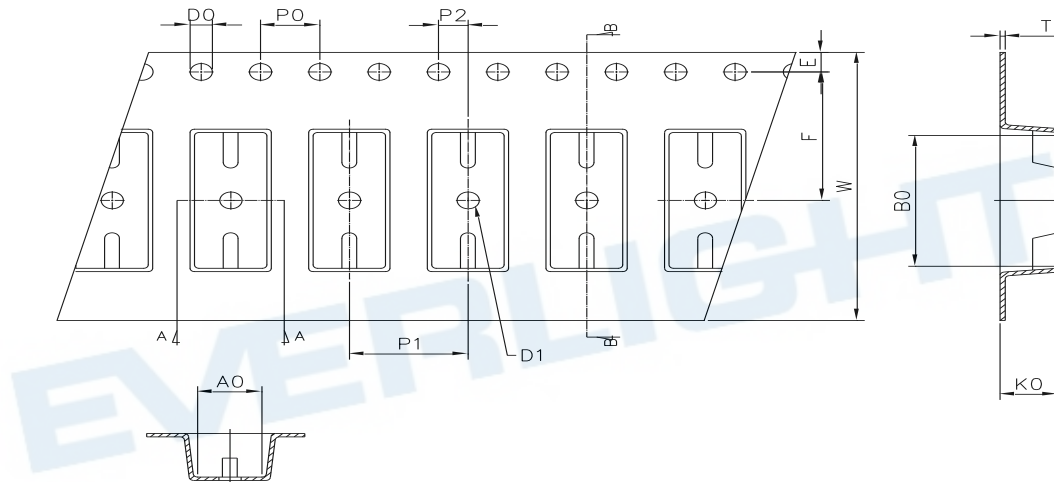 D0 P0 P2 B T
E
F
W
B0
A A
P1 D1 B
A0
K0
EVERLIGHT